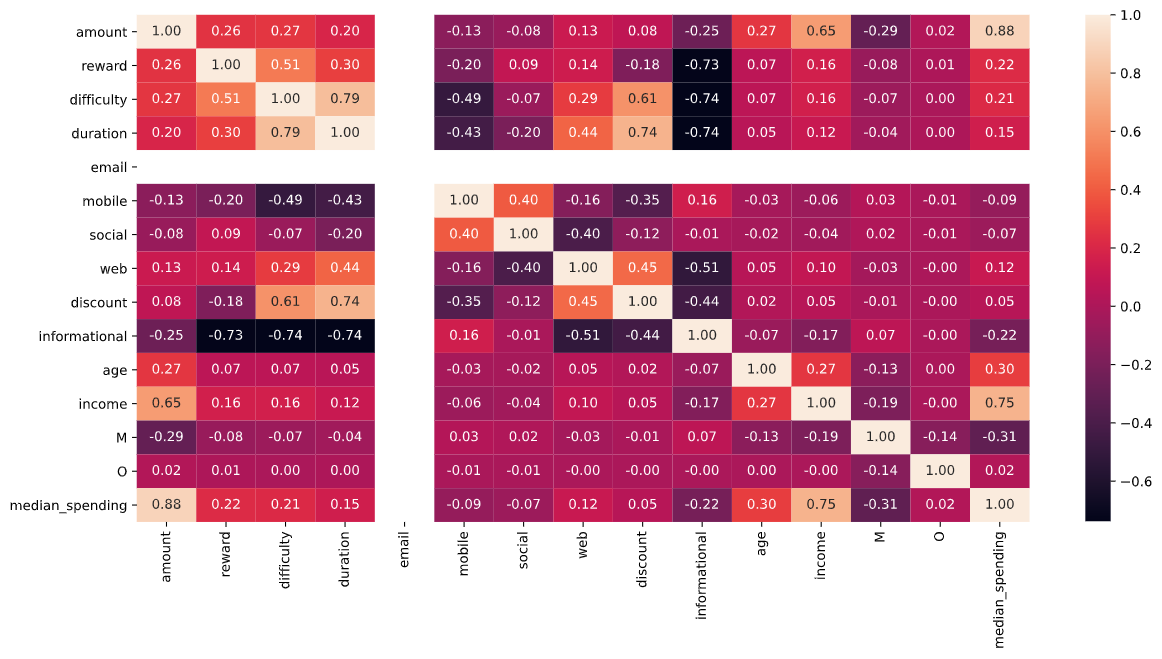 amount 1.00 0.26 0.27 0.20 -0.13 -0.08 0.13 0.08 -0.25 0.27 0.65 -0.29 0.02 0.88
reward 0.26 1.00 0.51 0.30 -0.20 0.09 0.14 -0.18 -0.73 0.07 0.16 -0.08 0.01 0.22
difficulty 0.27 0.51 1.00 0.79 -0.49 -0.07 0.29 0.61 -0.74 0.07 0.16 -0.07 0.00 0.21
duration 0.20 0.30 0.79 1.00 -0.43 -0.20 0.44 0.74 -0.74 0.05 0.12 -0.04 0.00 0.15
email
mobile -0.13 -0.20 -0.49 -0.43 1.00 0.40 -0.16 -0.35 0.16 -0.03 -0.06 0.03 -0.01 -0.09
social -0.08 0.09 -0.07 -0.20 0.40 1.00 -0.40 -0.12 -0.01 -0.02 -0.04 0.02 -0.01 -0.07
web 0.13 0.14 0.29 0.44 -0.16 -0.40 1.00 0.45 -0.51 0.05 0.10 -0.03 -0.00 0.12
discount 0.08 -0.18 0.61 0.74 -0.35 -0.12 0.45 1.00 -0.44 0.02 0.05 -0.01 -0.00 0.05
informational -0.25 -0.73 -0.74 -0.74 0.16 -0.01 -0.51 -0.44 1.00 -0.07 -0.17 0.07 -0.00 -0.22
age 0.27 0.07 0.07 0.05 -0.03 -0.02 0.05 0.02 -0.07 1.00 0.27 -0.13 0.00 0.30
income 0.65 0.16 0.16 0.12 -0.06 -0.04 0.10 0.05 -0.17 0.27 1.00 -0.19 -0.00 0.75
M -0.29 -0.08 -0.07 -0.04 0.03 0.02 -0.03 -0.01 0.07 -0.13 -0.19 1.00 -0.14 -0.31
O 0.02 0.01 0.00 0.00 -0.01 -0.01 -0.00 -0.00 -0.00 0.00 -0.00 -0.14 1.00 0.02
median_spending 0.88 0.22 0.21 0.15 -0.09 -0.07 0.12 0.05 -0.22 0.30 0.75 -0.31 0.02 1.00
amount
reward
difficulty
duration
email
mobile
social
web
discount
informational
age
income
M
O
median_spending
1.0
0.8
0.6
0.4
0.2
0.0
−0.2
−0.4
−0.6